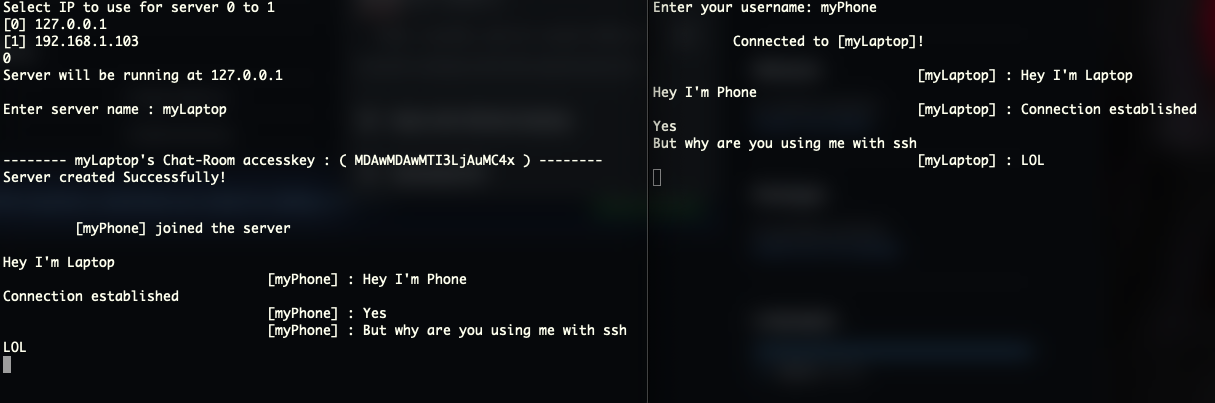 Select IP to use for server 0 to 1
[0] 127.0.0.1
[1] 192.168.1.103
0
Server will be running at 127.0.0.1
Enter server name : myLaptop
-------- myLaptop's Chat-Room accesskey : ( MDAwMDAwMTI3LjAuMC4x ) --------
Server created Successfully!
[myPhone] joined the server
Hey I'm Laptop
[myPhone] : Hey I'm Phone
Connection established
[myPhone] : Yes
[myPhone] : But why are you using me with ssh
LOL
Enter your username: myPhone
Connected to [myLaptop]!
[myLaptop] : Hey I'm Laptop
Hey I'm Phone
[myLaptop] : Connection established
Yes
But why are you using me with ssh
[myLaptop] : LOL